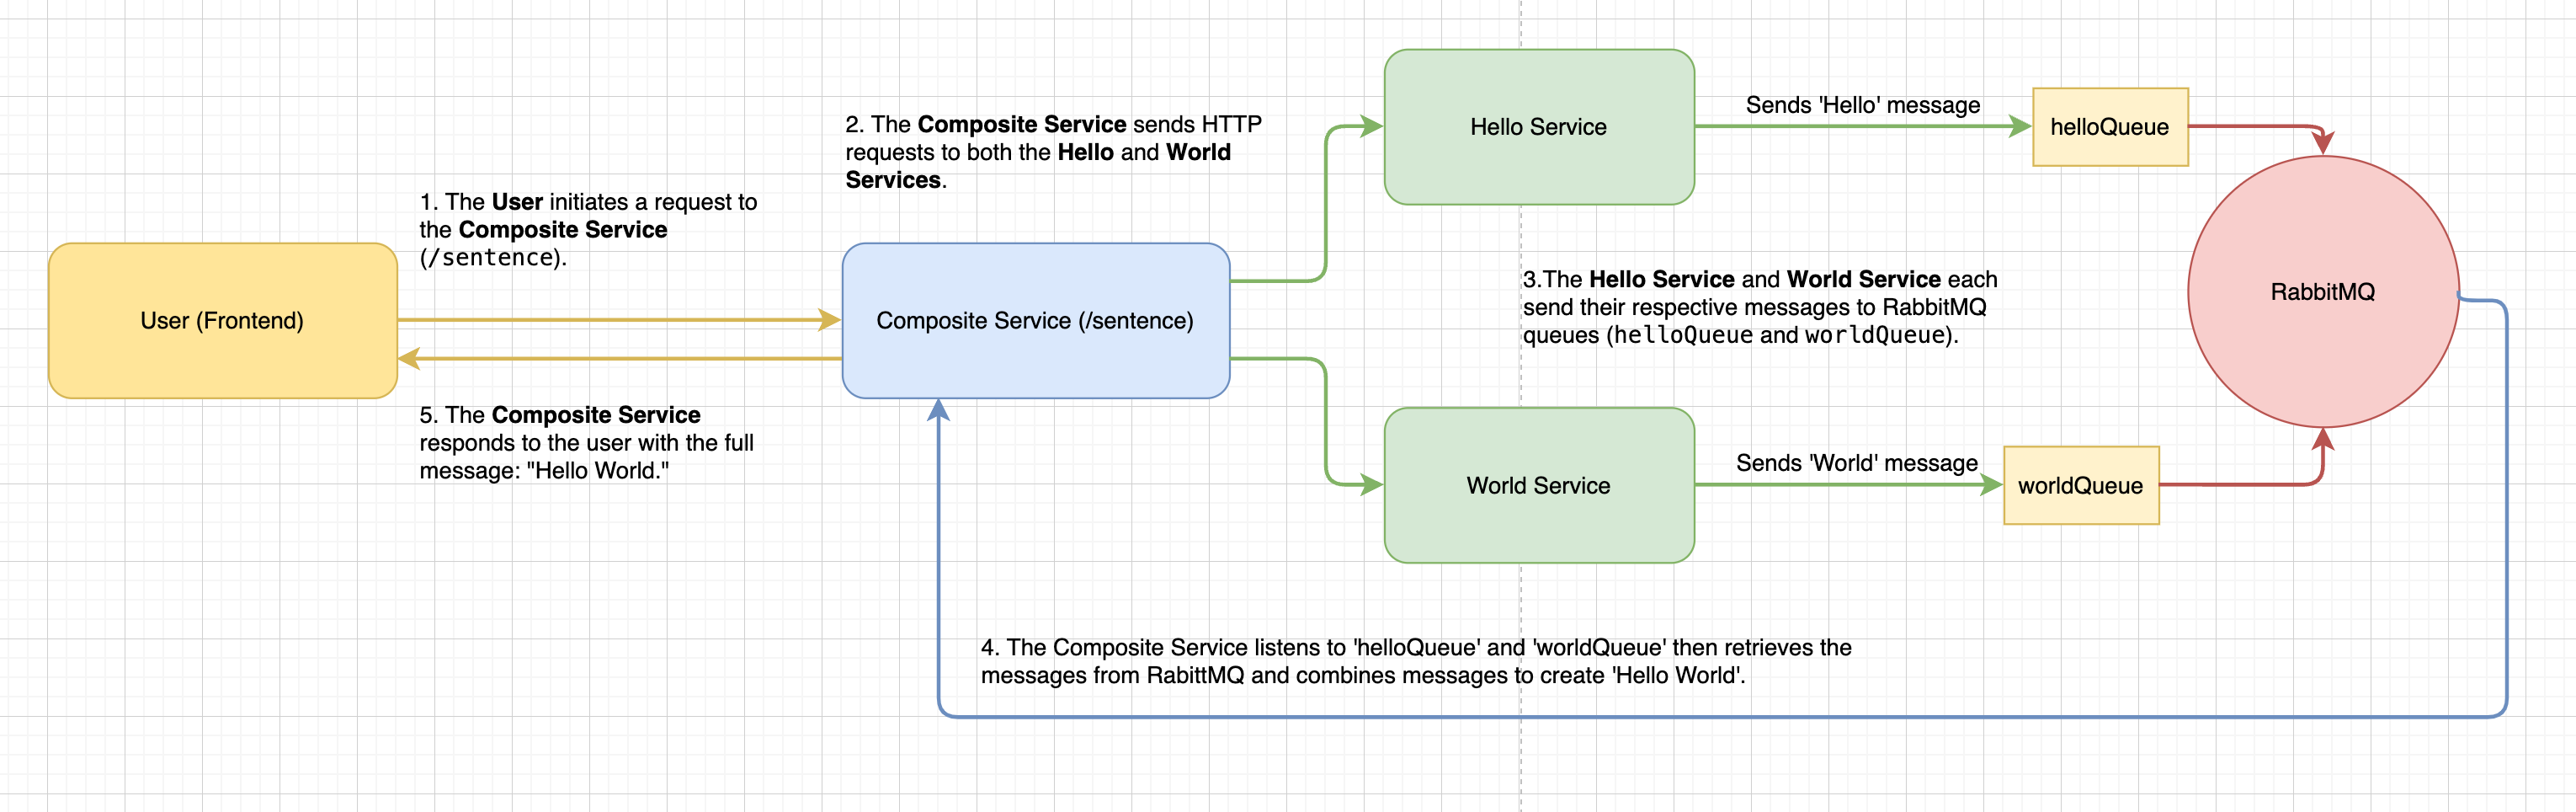 1. The User initiates a request to
the Composite Service
(/sentence).
User (Frontend)
5. The Composite Service
responds to the user with the full
message: "Hello World."
2. The Composite Service sends HTTP
requests to both the Hello and World
Services.
Composite Service (/sentence)
Hello Service
Sends 'Hello' message
helloQueue
3.The Hello Service and World Service each
send their respective messages to RabbitMQ
queues (helloQueue and worldQueue).
RabbitMQ
World Service
Sends 'World' message
worldQueue
4. The Composite Service listens to 'helloQueue' and 'worldQueue' then retrieves the
messages from RabittMQ and combines messages to create 'Hello World'.